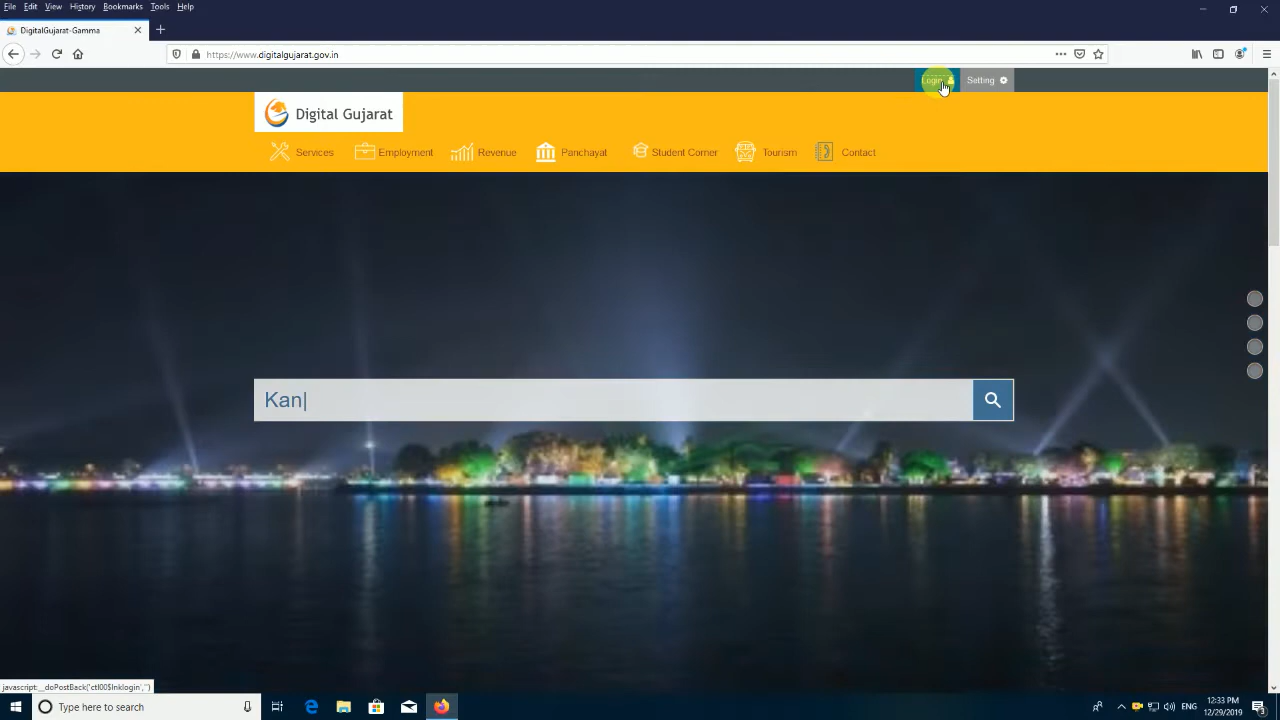 File Edit View History Bookmarks Tools Help
DigitalGujarat-Gamma
https://www.digitalgujarat.gov.in
Login Setting
Digital Gujarat
Services Employment Revenue Panchayat Student Corner Tourism Contact
Kan|
javascript:__doPostBack('ctl00$lnklogin','')
Type here to search
ENG
12:33 PM
12/29/2019
3